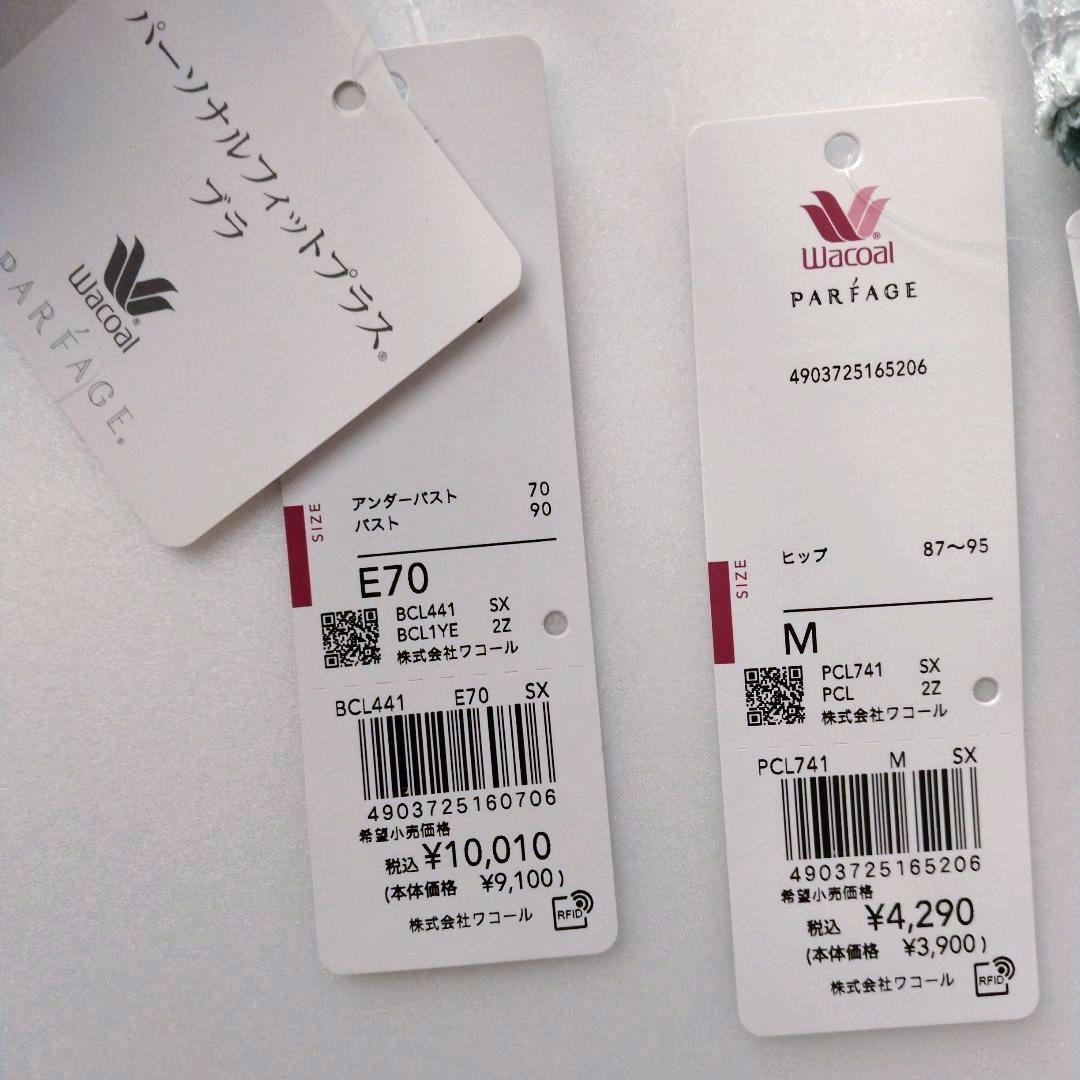 パーソナルフィットプラス®
ブラ
Wacoal®
PARFAGE®
SIZE
アンダーバスト 70
バスト 90
E70
BCL441 SX
BCL1YE 2Z
株式会社ワコール
BCL441 E70 SX
4903725160706
希望小売価格
税込 ¥10,010
(本体価格 ¥9,100)
株式会社ワコール
RFID
Wacoal®
PARFAGE
4903725165206
SIZE
ヒップ 87〜95
M
PCL741 SX
PCL 2Z
株式会社ワコール
PCL741 M SX
4903725165206
希望小売価格
税込 ¥4,290
(本体価格 ¥3,900)
株式会社ワコール
RFID